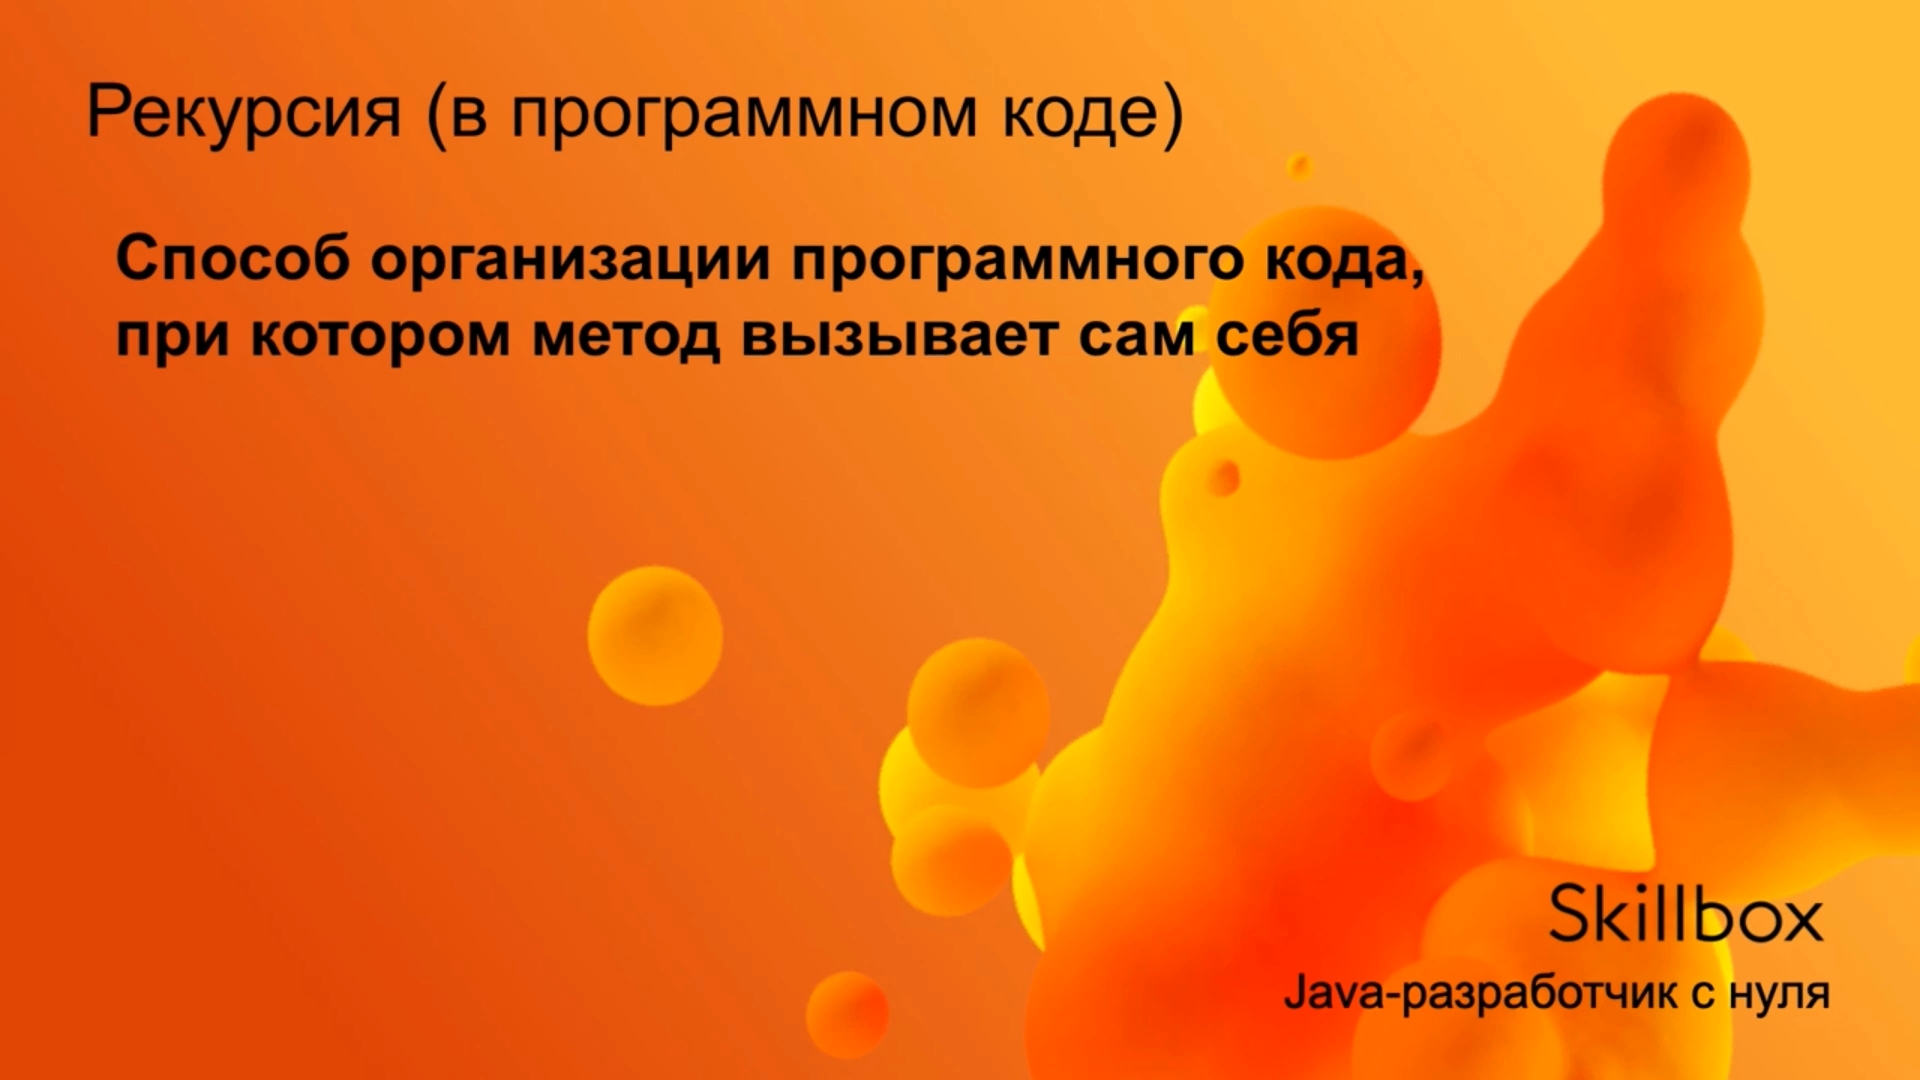 Рекурсия (в программном коде)
Способ организации программного кода,
при котором метод вызывает сам себя
Skillbox
Java-разработчик с нуля